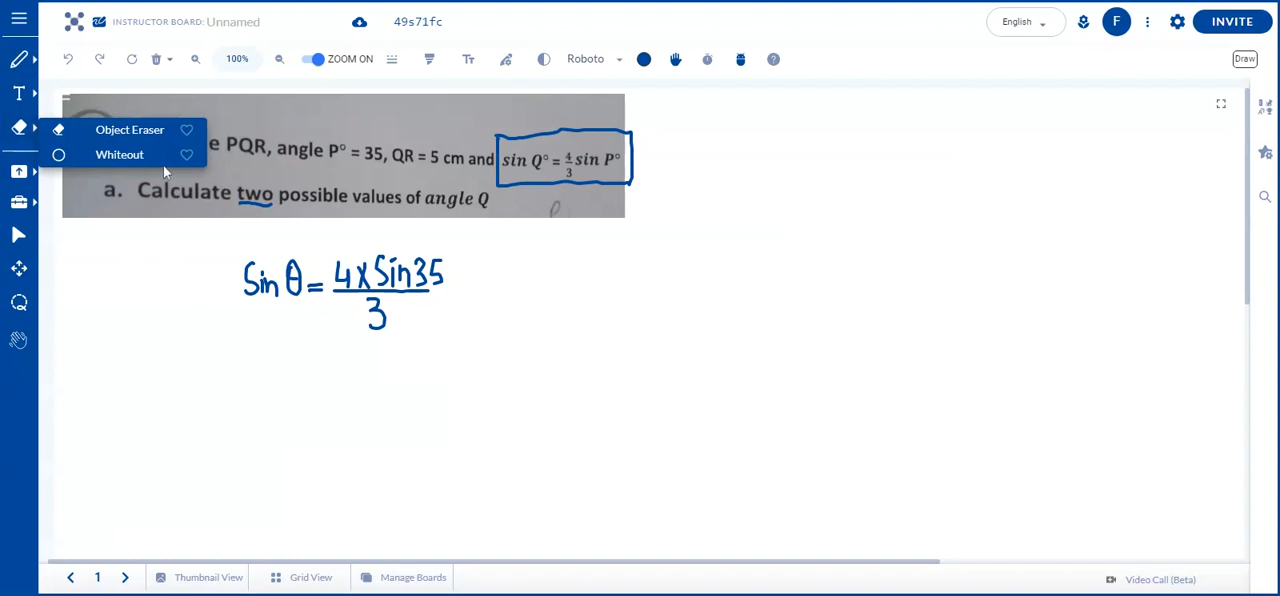 INSTRUCTOR BOARD: Unnamed
49s71fc
English
F
INVITE
100%
ZOOM ON
Roboto
Draw
Object Eraser
Whiteout
e PQR, angle P° = 35, QR = 5 cm and sin Q° = 4/3 sin P°
a. Calculate two possible values of angle Q
Sin θ = 4 x Sin 35
3
1
Thumbnail View
Grid View
Manage Boards
Video Call (Beta)